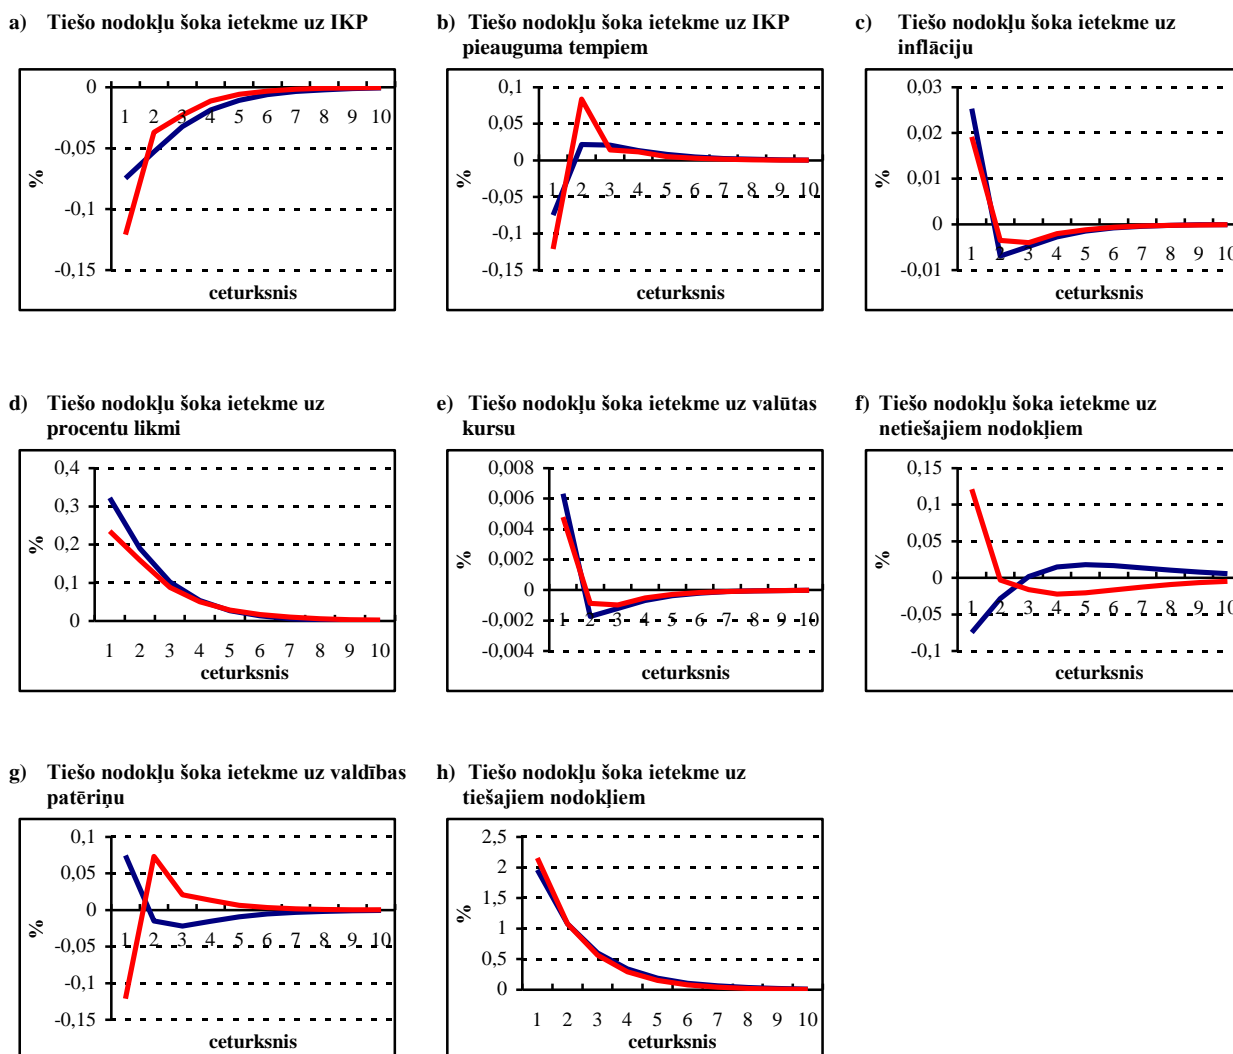 a) Tiešo nodokļu šoka ietekme uz IKP
b) Tiešo nodokļu šoka ietekme uz IKP
pieauguma tempiem
c) Tiešo nodokļu šoka ietekme uz
inflāciju
0
-0,05
-0,1
-0,15
%
1 2 3 4 5 6 7 8 9 10
ceturksnis
0,1
0,05
0
-0,05
-0,1
-0,15
%
1 2 3 4 5 6 7 8 9 10
ceturksnis
0,03
0,02
0,01
0
-0,01
%
1 2 3 4 5 6 7 8 9 10
ceturksnis
d) Tiešo nodokļu šoka ietekme uz
procentu likmi
e) Tiešo nodokļu šoka ietekme uz valūtas
kursu
f) Tiešo nodokļu šoka ietekme uz
netiešajiem nodokļiem
0,4
0,3
0,2
0,1
0
%
1 2 3 4 5 6 7 8 9 10
ceturksnis
0,008
0,006
0,004
0,002
0
-0,002
-0,004
%
1 2 3 4 5 6 7 8 9 10
ceturksnis
0,15
0,1
0,05
0
-0,05
-0,1
%
1 2 3 4 5 6 7 8 9 10
ceturksnis
g) Tiešo nodokļu šoka ietekme uz valdības
patēriņu
h) Tiešo nodokļu šoka ietekme uz
tiešajiem nodokļiem
0,1
0,05
0
-0,05
-0,1
-0,15
%
1 2 3 4 5 6 7 8 9 10
ceturksnis
2,5
2
1,5
1
0,5
0
%
1 2 3 4 5 6 7 8 9 10
ceturksnis